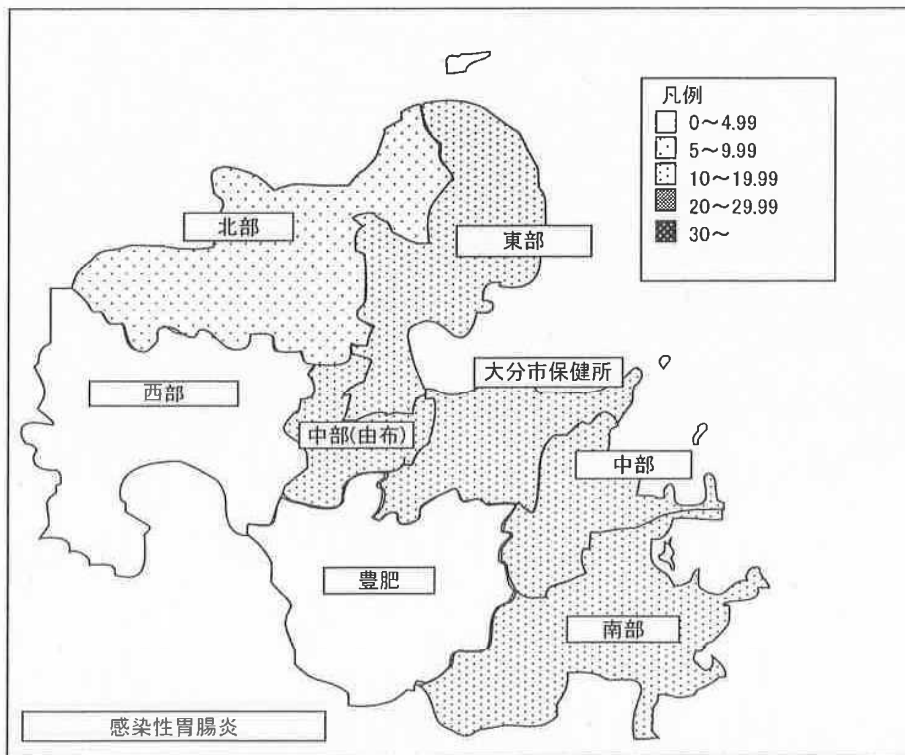 凡例
0～4.99
5～9.99
10～19.99
20～29.99
30～
北部
東部
大分市保健所
西部
中部(由布)
中部
豊肥
南部
感染性胃腸炎